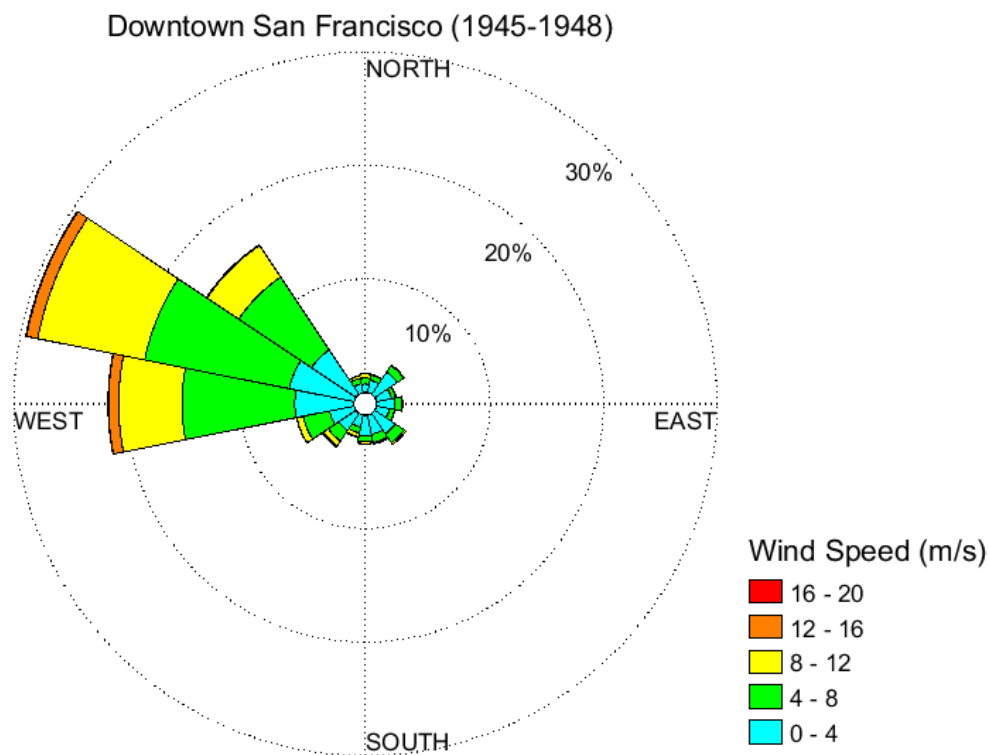 Downtown San Francisco (1945-1948)
NORTH
30%
20%
10%
WEST
EAST
Wind Speed (m/s)
16 - 20
12 - 16
8 - 12
4 - 8
0 - 4
SOUTH